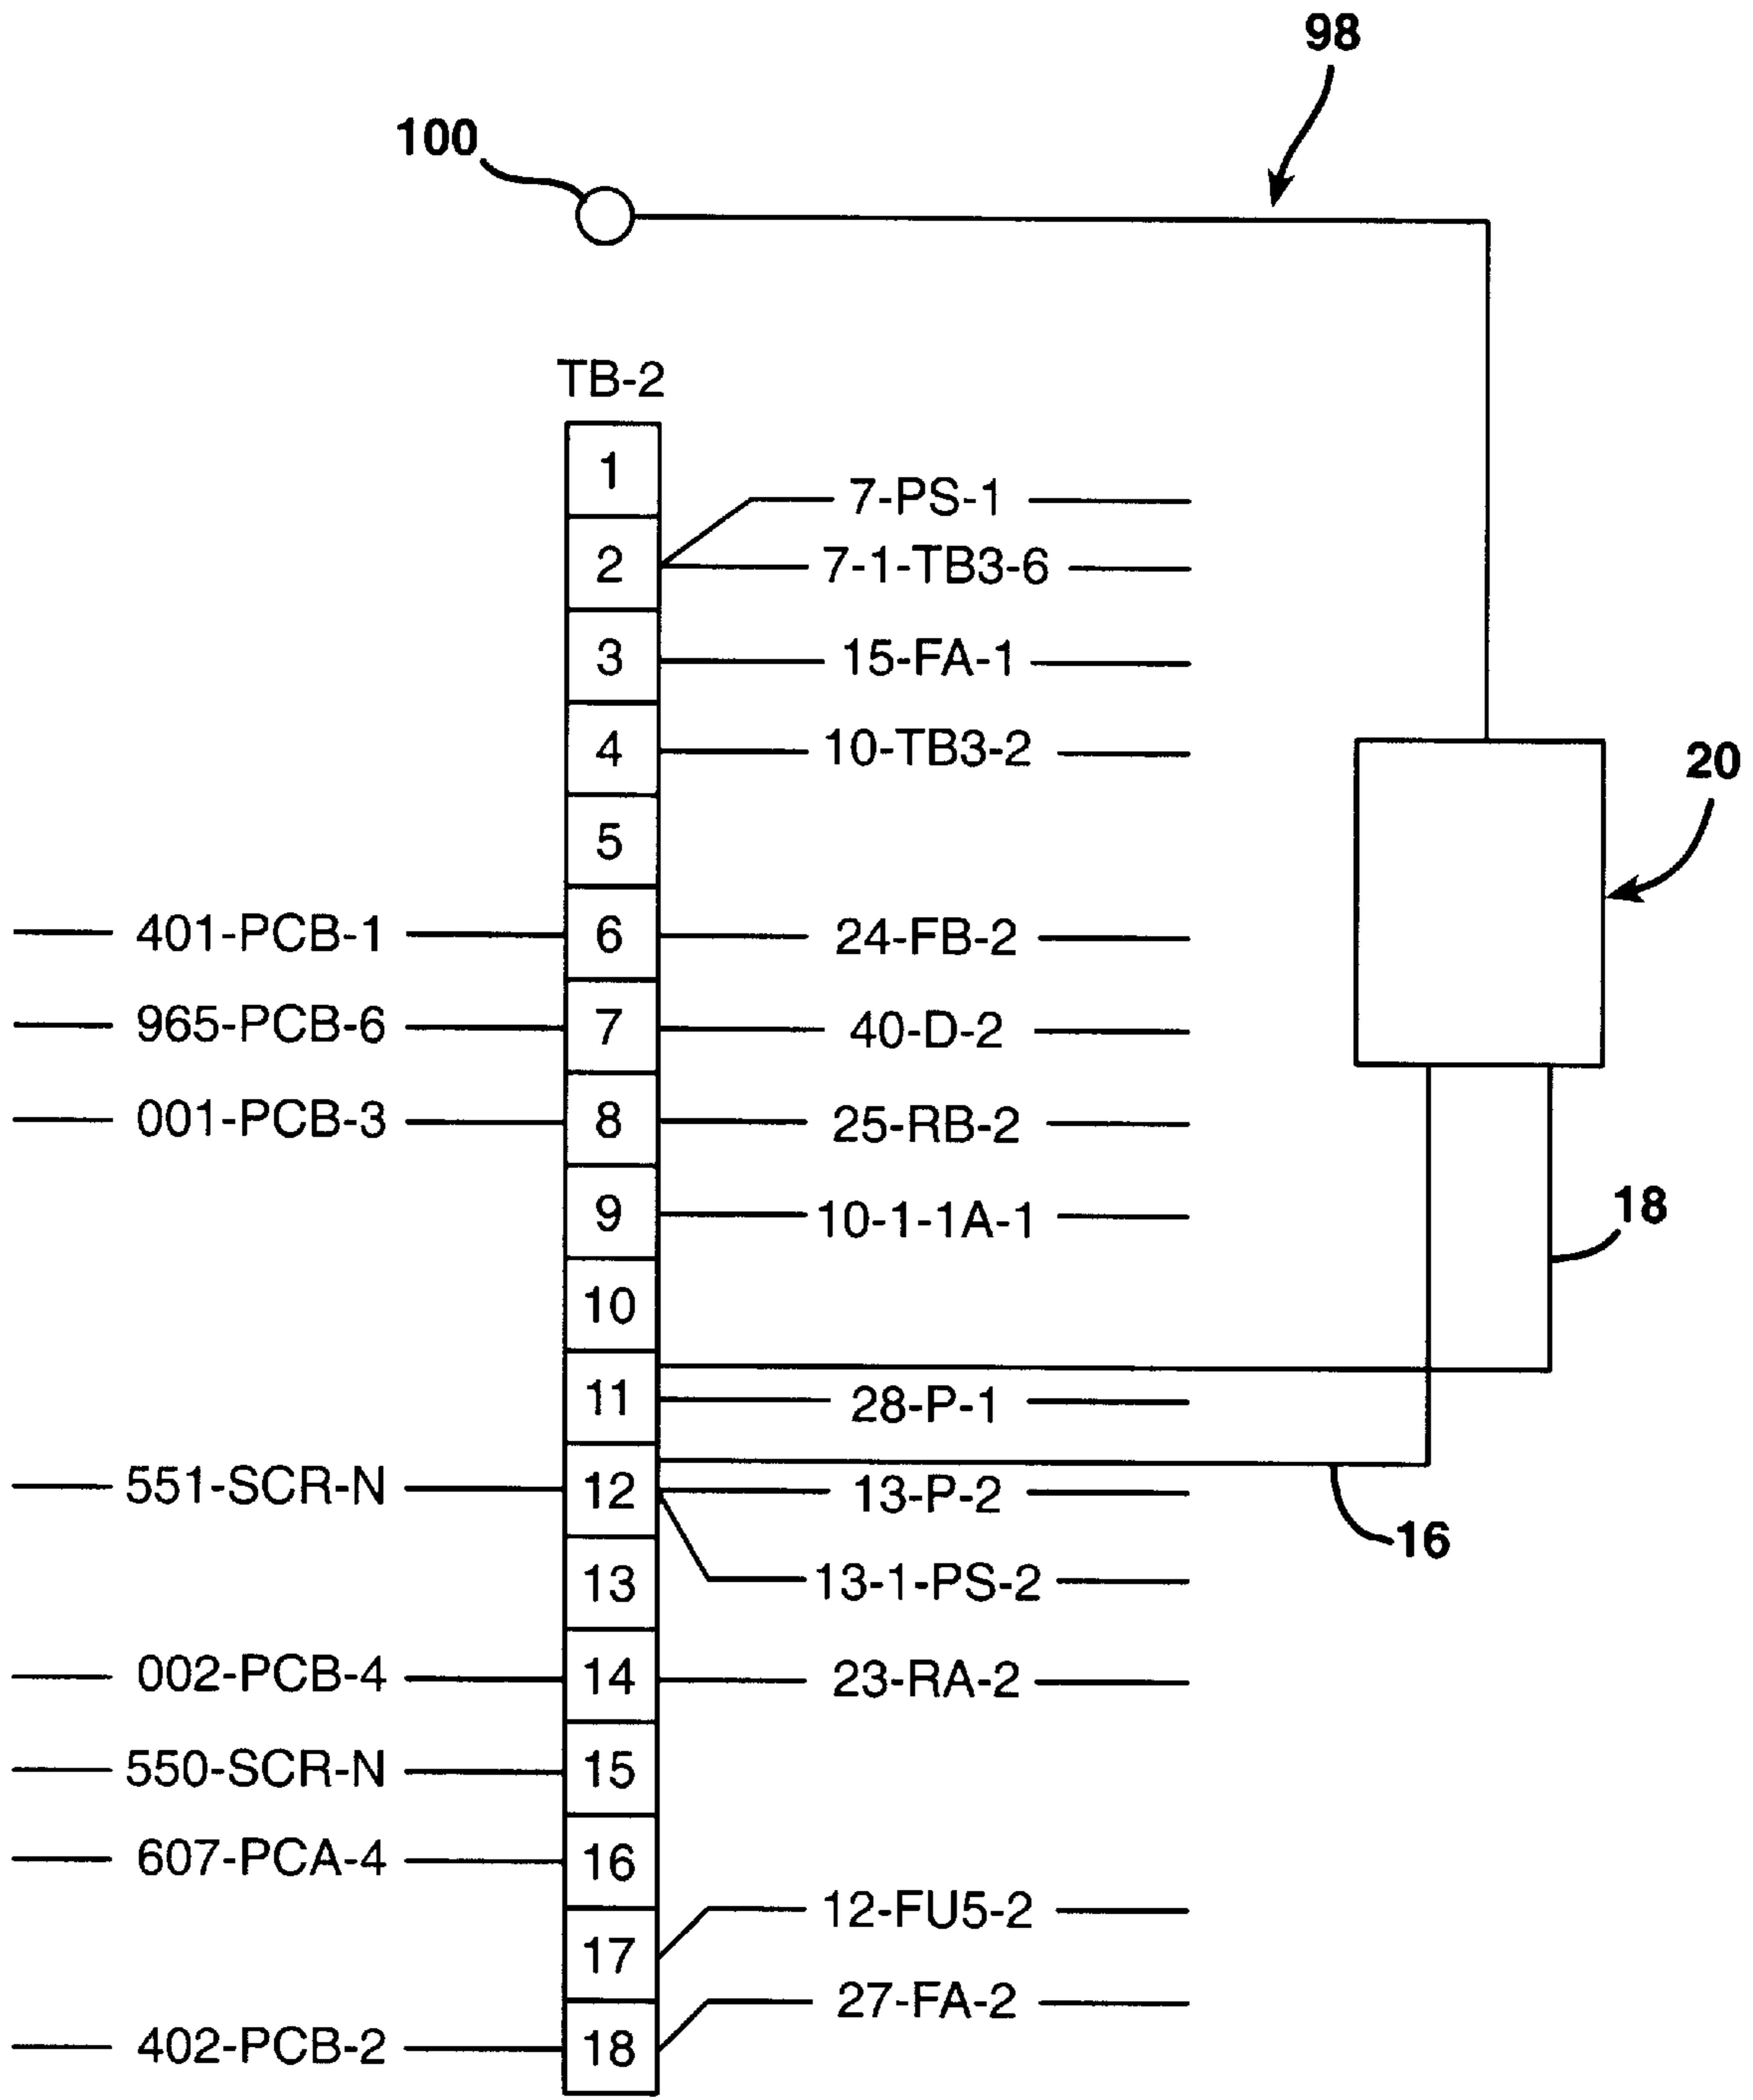 98
100
TB-2
1
7-PS-1
2 7-1-TB3-6
3 15-FA-1
4 10-TB3-2
20
5
401-PCB-1 6 24-FB-2
965-PCB-6 7 40-D-2
001-PCB-3 8 25-RB-2
18
9 10-1-1A-1
10
11 28-P-1
551-SCR-N 12 13-P-2
16
13 13-1-PS-2
002-PCB-4 14 23-RA-2
550-SCR-N 15
607-PCA-4 16
12-FU5-2
17
27-FA-2
402-PCB-2 18